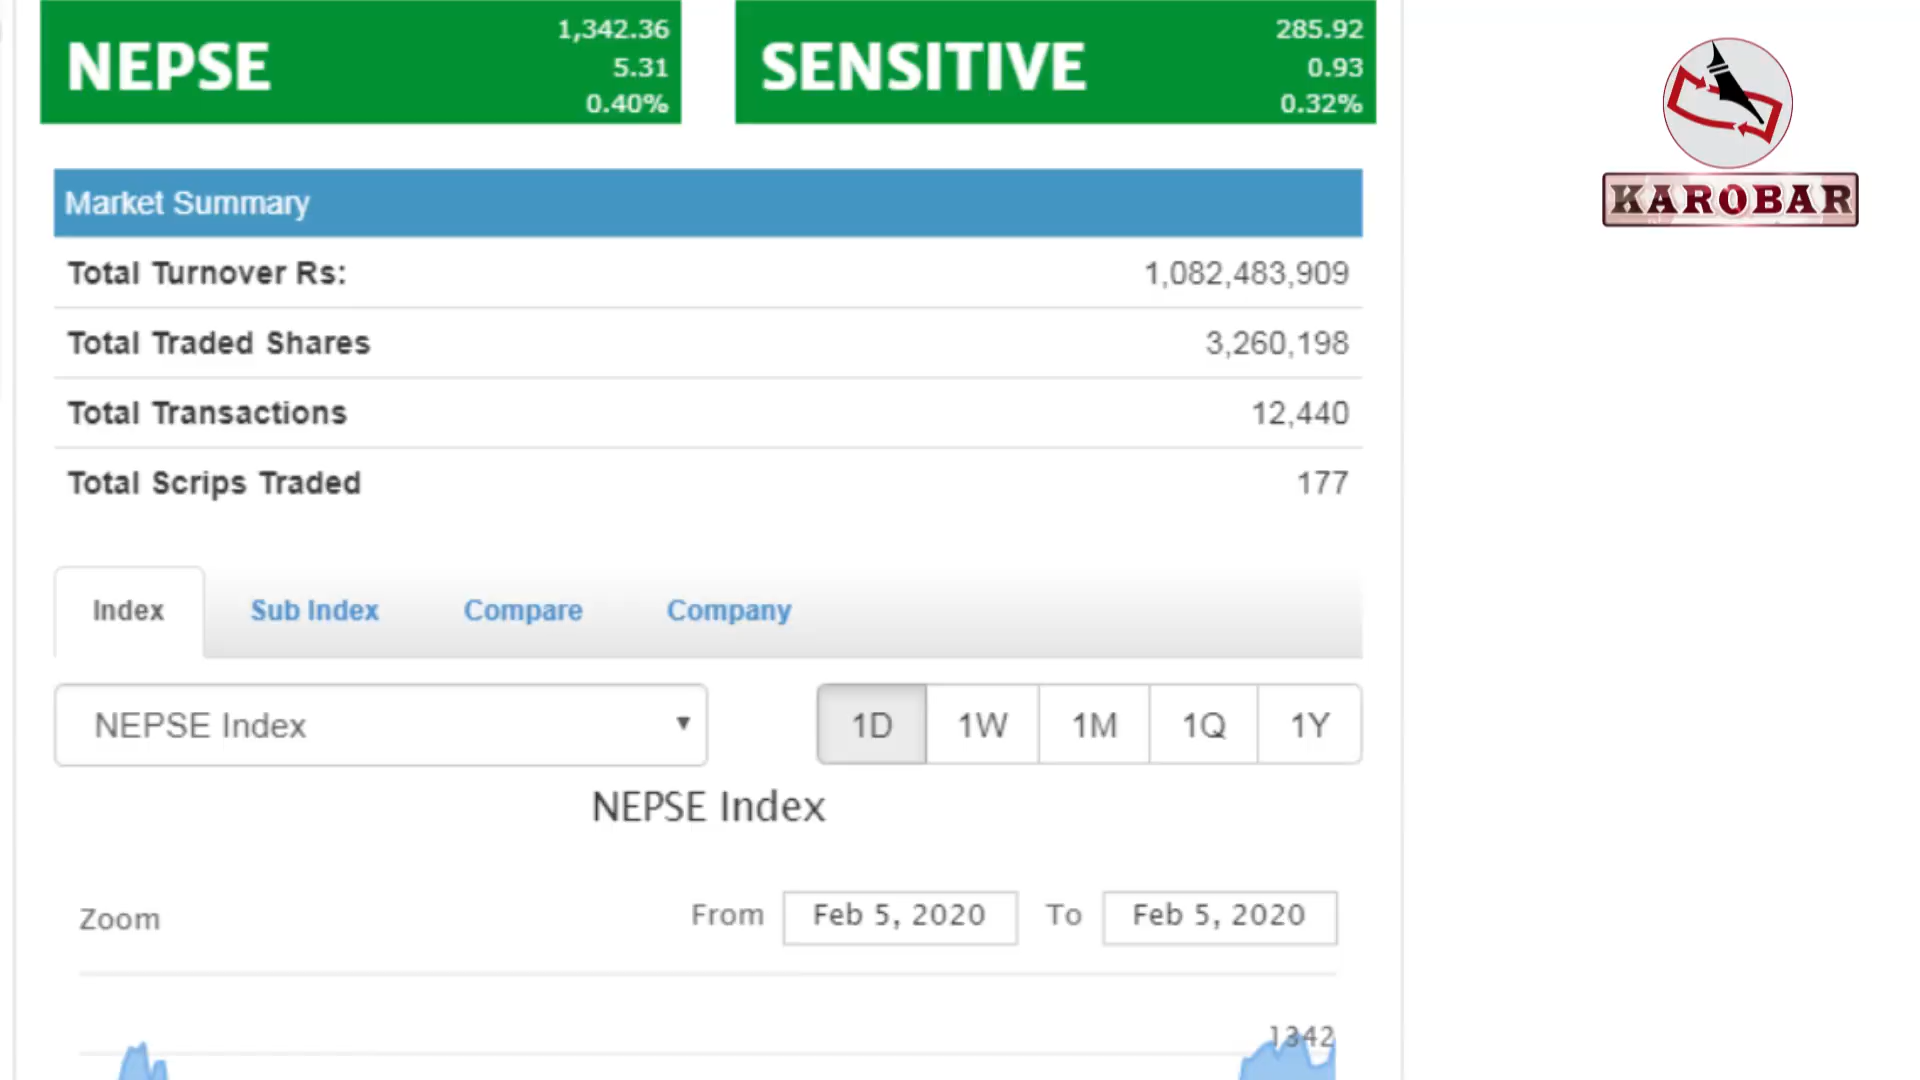 NEPSE
1,342.36
5.31
0.40%
SENSITIVE
285.92
0.93
0.32%
KAROBAR
Market Summary
Total Turnover Rs: 1,082,483,909
Total Traded Shares 3,260,198
Total Transactions 12,440
Total Scrips Traded 177
Index Sub Index Compare Company
NEPSE Index ▼ 1D 1W 1M 1Q 1Y
NEPSE Index
Zoom From Feb 5, 2020 To Feb 5, 2020
1342